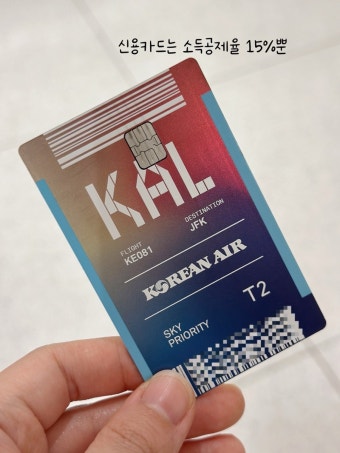 신용카드는 소득공제율 15%뿐
KAL
FLIGHT
KE081
DESTINATION
JFK
KOREAN AIR
SKY
PRIORITY
T2